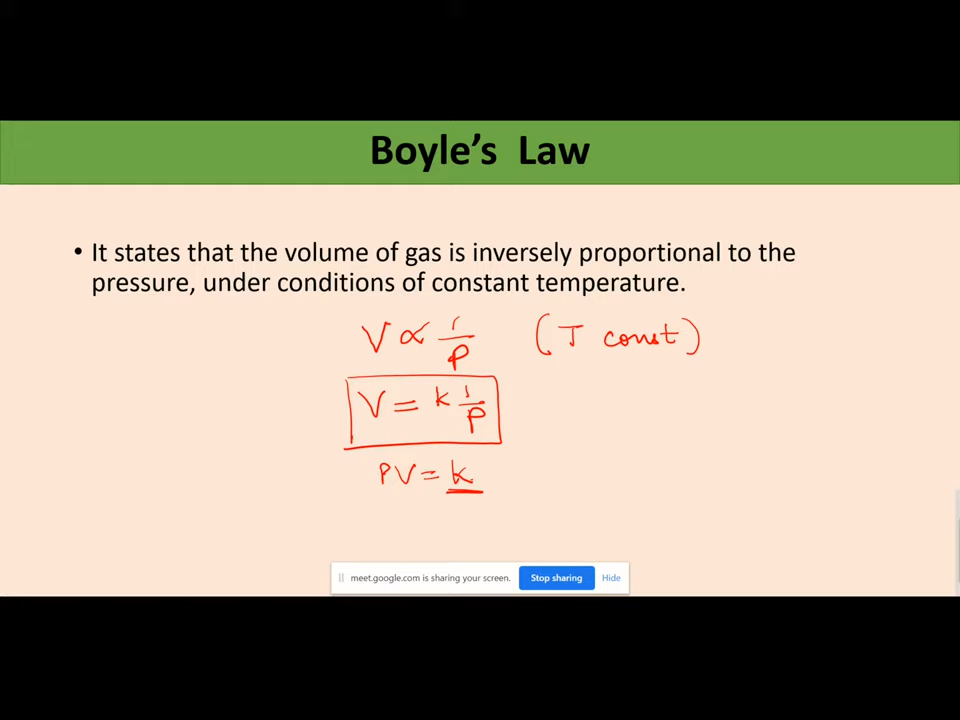 Boyle's Law
• It states that the volume of gas is inversely proportional to the
pressure, under conditions of constant temperature.
V ∝ 1/P (T const)
V = k 1/P
PV = k
meet.google.com is sharing your screen. Stop sharing Hide